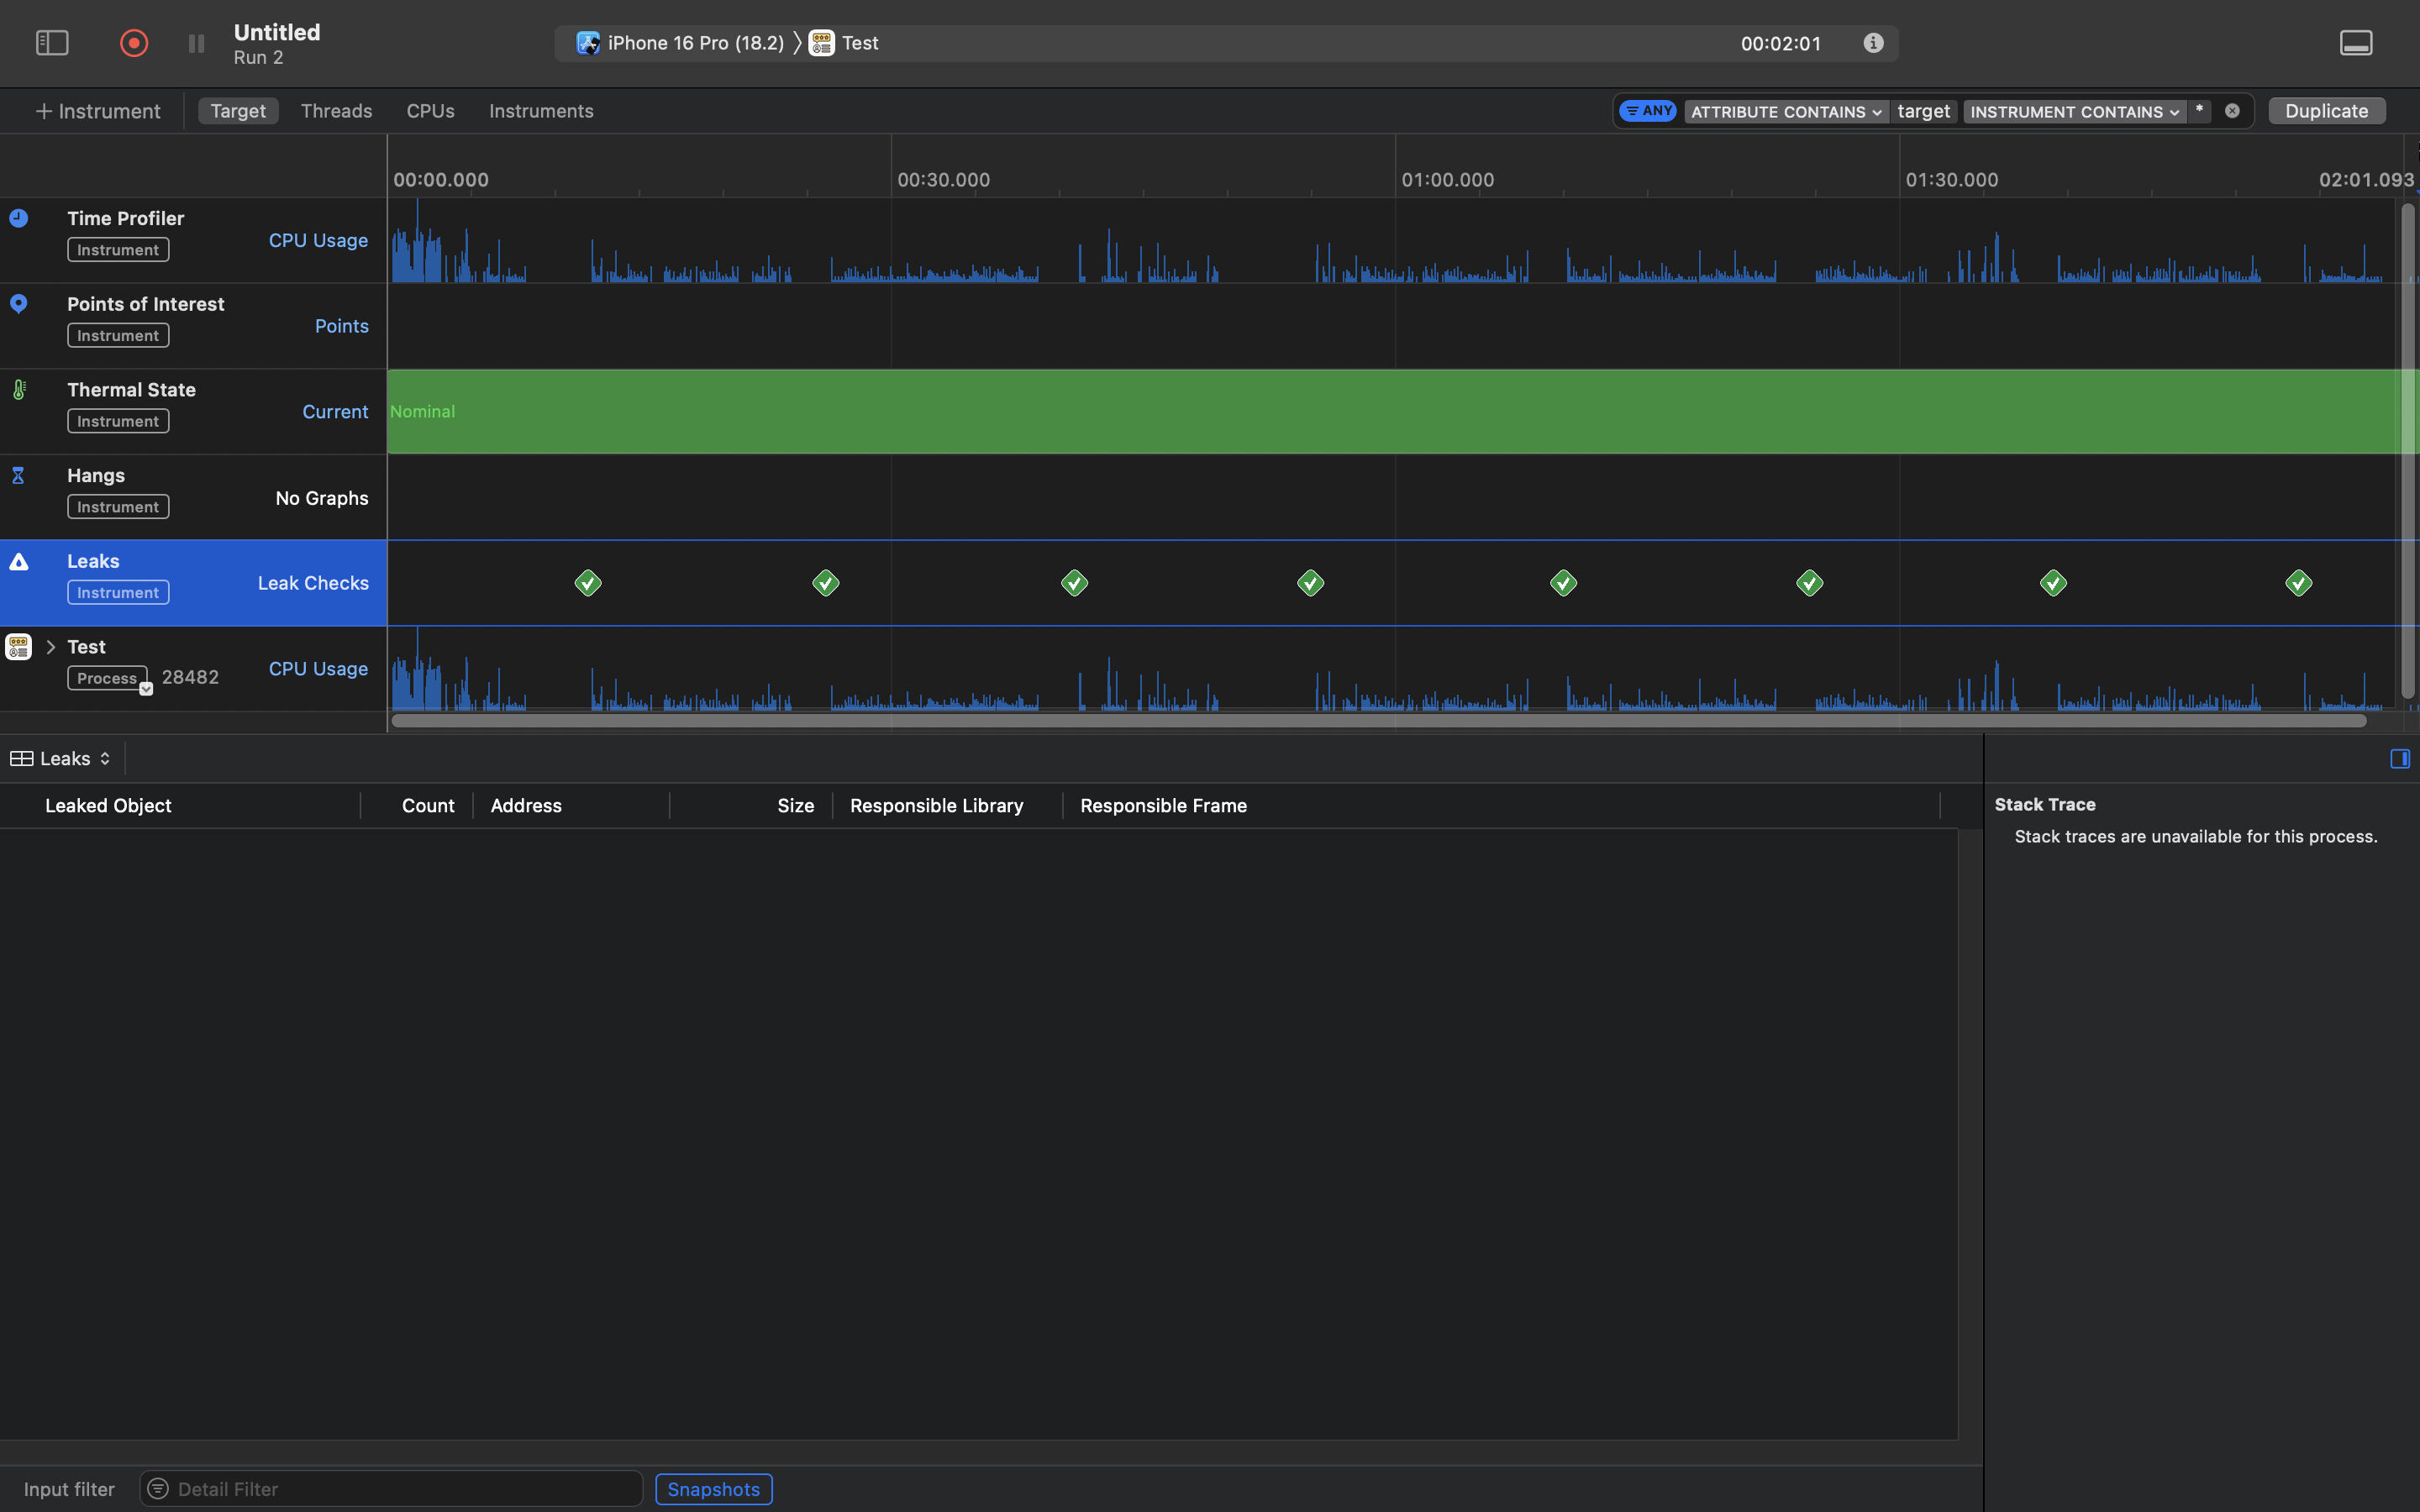 Untitled
Run 2
iPhone 16 Pro (18.2) 〉 Test
00:02:01
+ Instrument
Target Threads CPUs Instruments
ANY ATTRIBUTE CONTAINS target INSTRUMENT CONTAINS *
Duplicate
00:00.000 00:30.000 01:00.000 01:30.000 02:01.093
Time Profiler
Instrument
CPU Usage
Points of Interest
Instrument
Points
Thermal State
Instrument
Current
Nominal
Hangs
Instrument
No Graphs
Leaks
Instrument
Leak Checks
Test
Process 28482
CPU Usage
Leaks
Leaked Object Count Address Size Responsible Library Responsible Frame
Stack Trace
Stack traces are unavailable for this process.
Input filter
Detail Filter
Snapshots